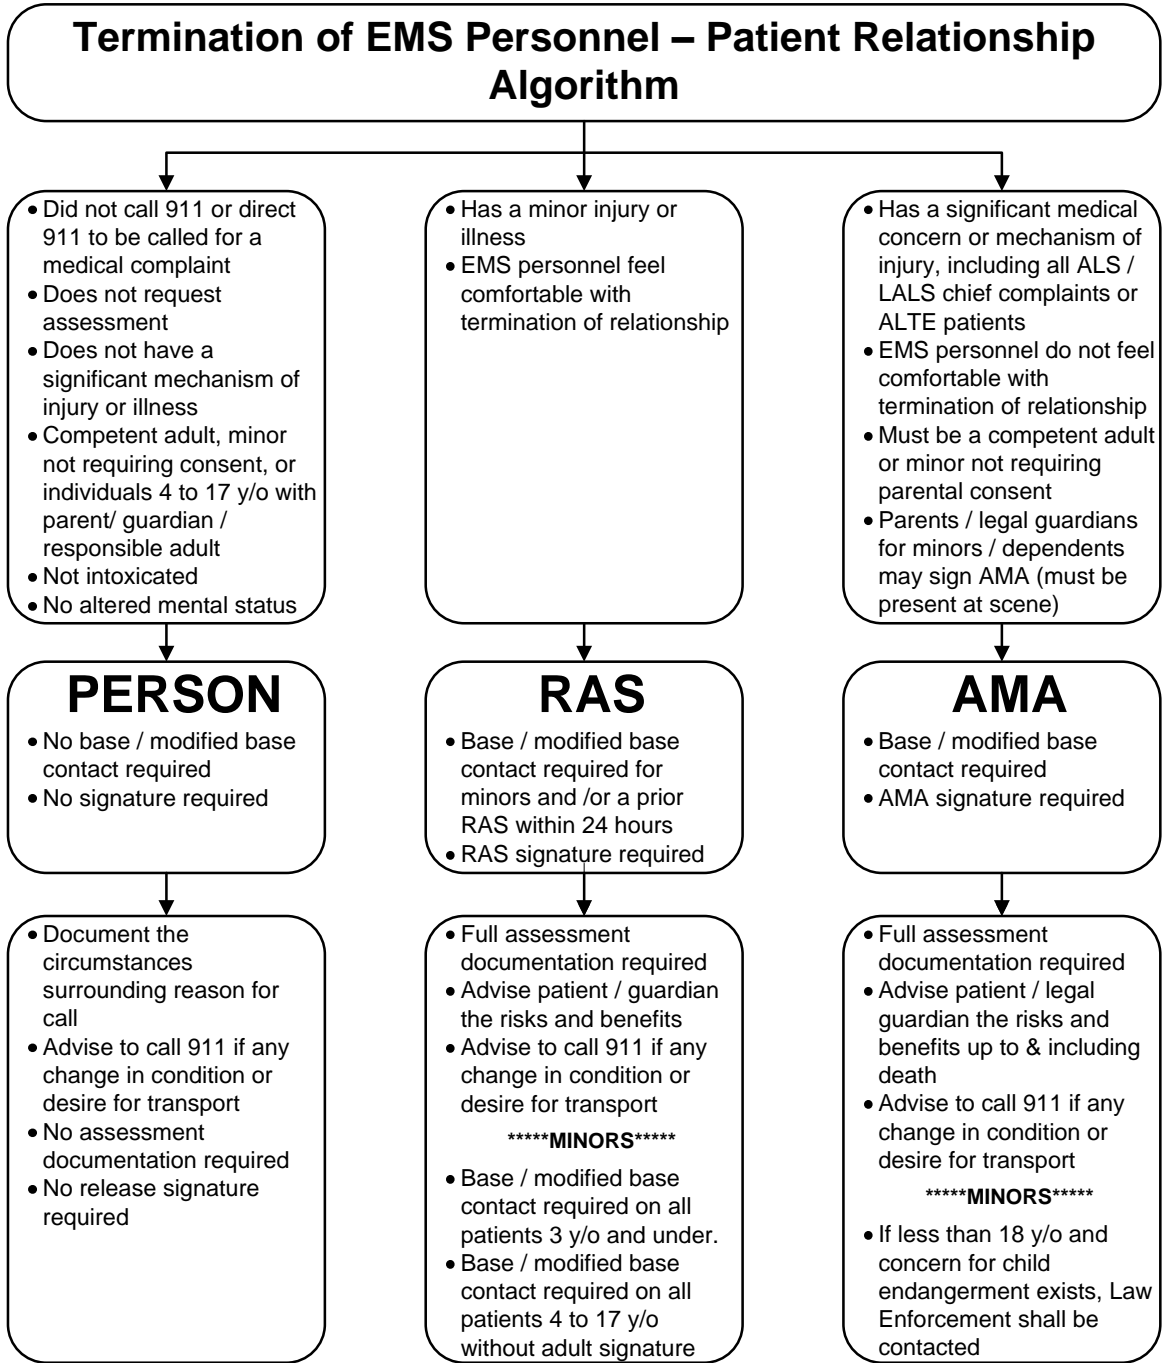 Termination of EMS Personnel – Patient Relationship
Algorithm
• Did not call 911 or direct
911 to be called for a
medical complaint
• Does not request
assessment
• Does not have a
significant mechanism of
injury or illness
• Competent adult, minor
not requiring consent, or
individuals 4 to 17 y/o with
parent/ guardian /
responsible adult
• Not intoxicated
• No altered mental status
• Has a minor injury or
illness
• EMS personnel feel
comfortable with
termination of relationship
• Has a significant medical
concern or mechanism of
injury, including all ALS /
LALS chief complaints or
ALTE patients
• EMS personnel do not feel
comfortable with
termination of relationship
• Must be a competent adult
or minor not requiring
parental consent
• Parents / legal guardians
for minors / dependents
may sign AMA (must be
present at scene)
PERSON
• No base / modified base
contact required
• No signature required
RAS
• Base / modified base
contact required for
minors and /or a prior
RAS within 24 hours
• RAS signature required
AMA
• Base / modified base
contact required
• AMA signature required
• Document the
circumstances
surrounding reason for
call
• Advise to call 911 if any
change in condition or
desire for transport
• No assessment
documentation required
• No release signature
required
• Full assessment
documentation required
• Advise patient / guardian
the risks and benefits
• Advise to call 911 if any
change in condition or
desire for transport
*****MINORS*****
• Base / modified base
contact required on all
patients 3 y/o and under.
• Base / modified base
contact required on all
patients 4 to 17 y/o
without adult signature
• Full assessment
documentation required
• Advise patient / legal
guardian the risks and
benefits up to & including
death
• Advise to call 911 if any
change in condition or
desire for transport
*****MINORS*****
• If less than 18 y/o and
concern for child
endangerment exists, Law
Enforcement shall be
contacted